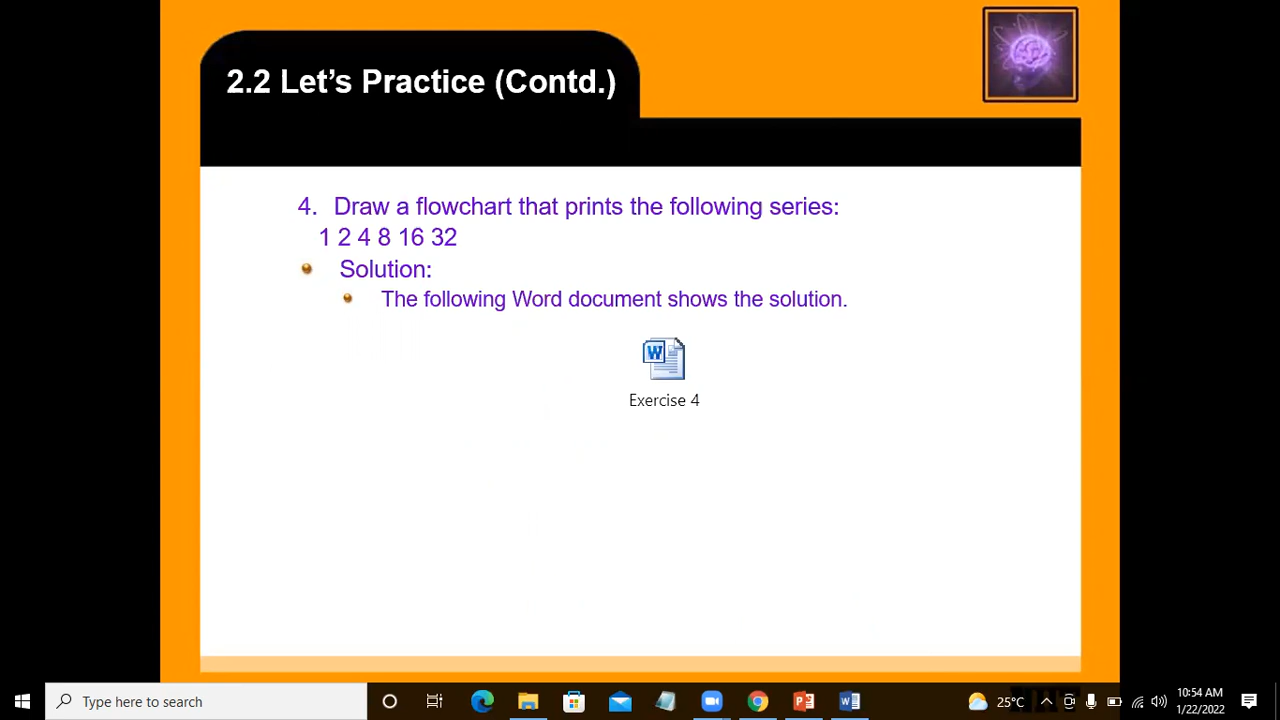 2.2 Let’s Practice (Contd.)
4. Draw a flowchart that prints the following series:
1 2 4 8 16 32
Solution:
The following Word document shows the solution.
W
Exercise 4
Type here to search
25°C
10:54 AM
1/22/2022